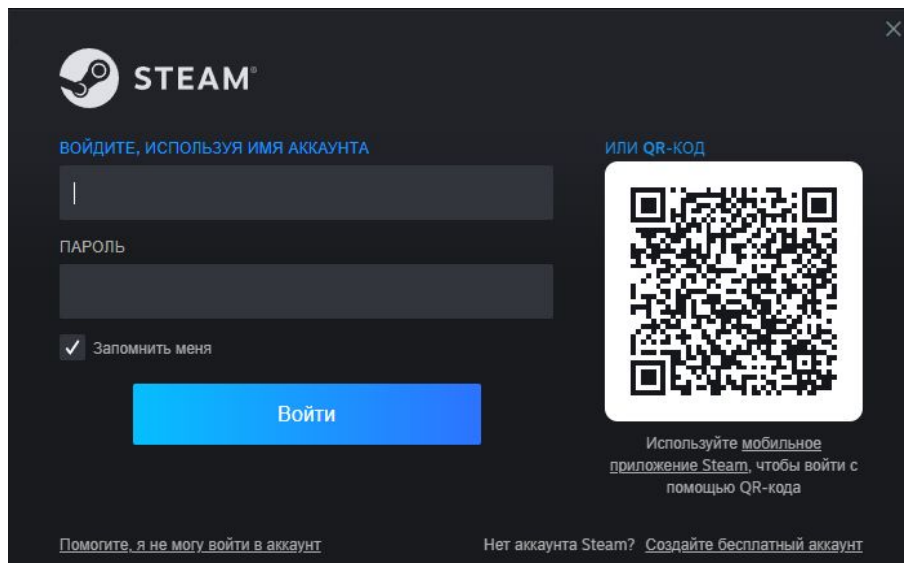 STEAM®
ВОЙДИТЕ, ИСПОЛЬЗУЯ ИМЯ АККАУНТА
ПАРОЛЬ
Запомнить меня
Войти
ИЛИ QR-КОД
Используйте мобильное
приложение Steam, чтобы войти с
помощью QR-кода
Помогите, я не могу войти в аккаунт
Нет аккаунта Steam? Создайте бесплатный аккаунт